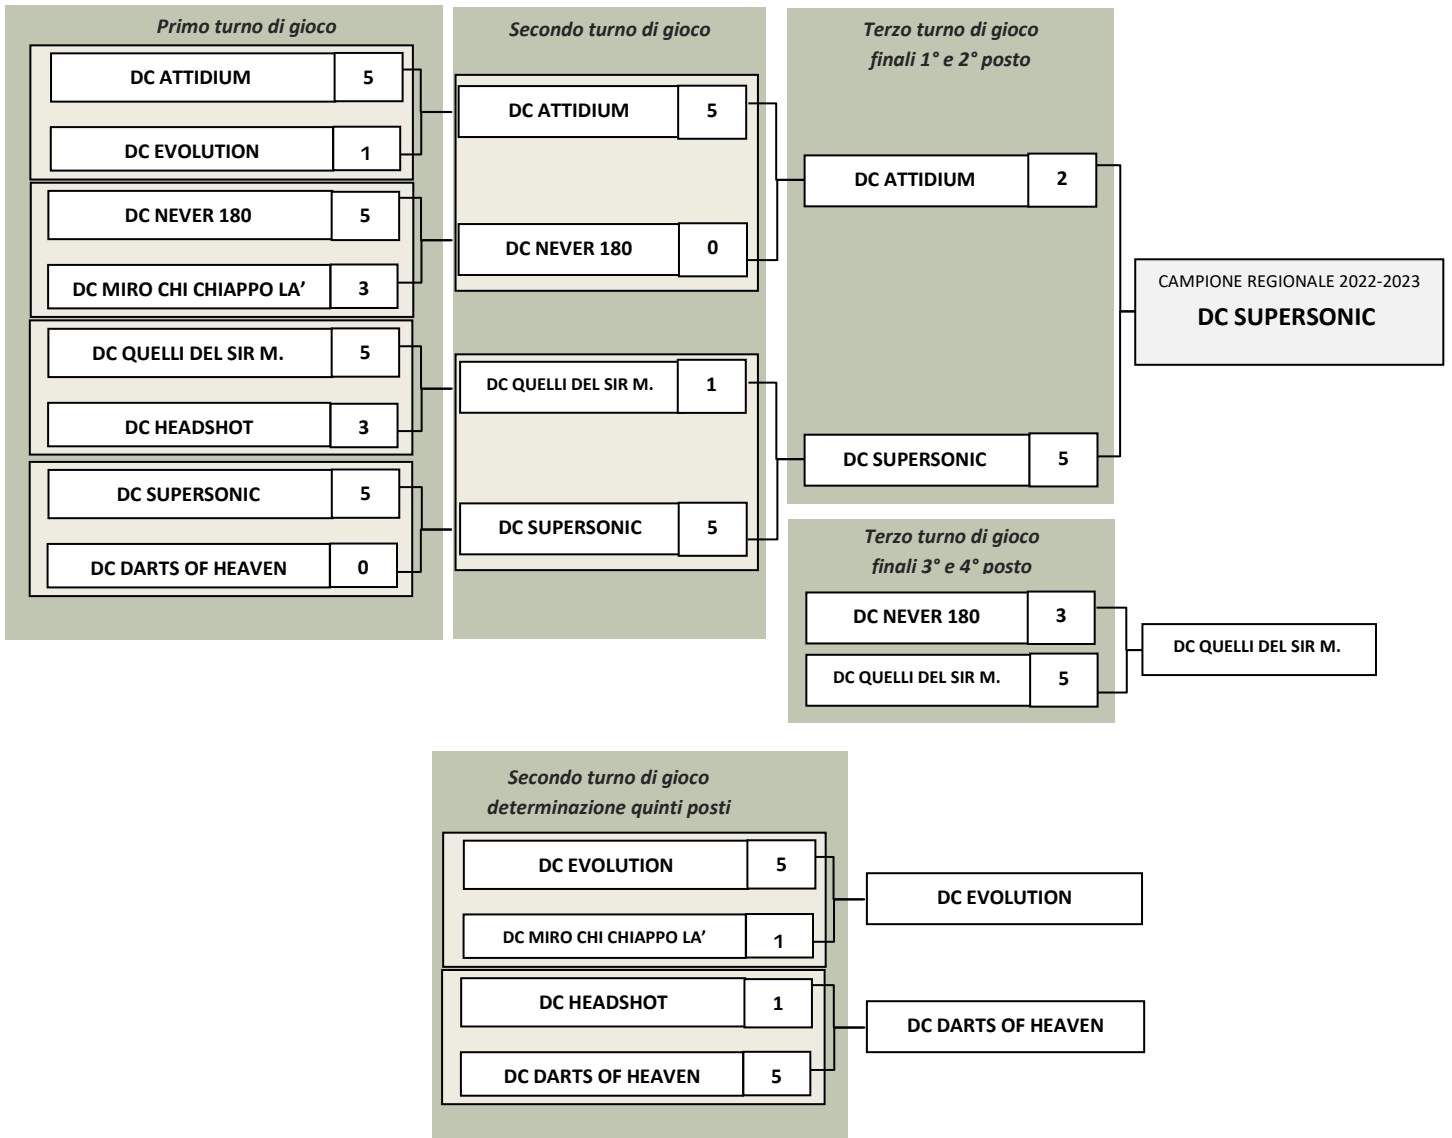 Primo turno di gioco
DC ATTIDIUM 5
DC EVOLUTION 1
DC NEVER 180 5
DC MIRO CHI CHIAPPO LA’ 3
DC QUELLI DEL SIR M. 5
DC HEADSHOT 3
DC SUPERSONIC 5
DC DARTS OF HEAVEN 0
Secondo turno di gioco
DC ATTIDIUM 5
DC NEVER 180 0
DC QUELLI DEL SIR M. 1
DC SUPERSONIC 5
Terzo turno di gioco
finali 1° e 2° posto
DC ATTIDIUM 2
DC SUPERSONIC 5
CAMPIONE REGIONALE 2022-2023
DC SUPERSONIC
Terzo turno di gioco
finali 3° e 4° posto
DC NEVER 180 3
DC QUELLI DEL SIR M. 5
DC QUELLI DEL SIR M.
Secondo turno di gioco
determinazione quinti posti
DC EVOLUTION 5
DC MIRO CHI CHIAPPO LA’ 1
DC EVOLUTION
DC HEADSHOT 1
DC DARTS OF HEAVEN 5
DC DARTS OF HEAVEN